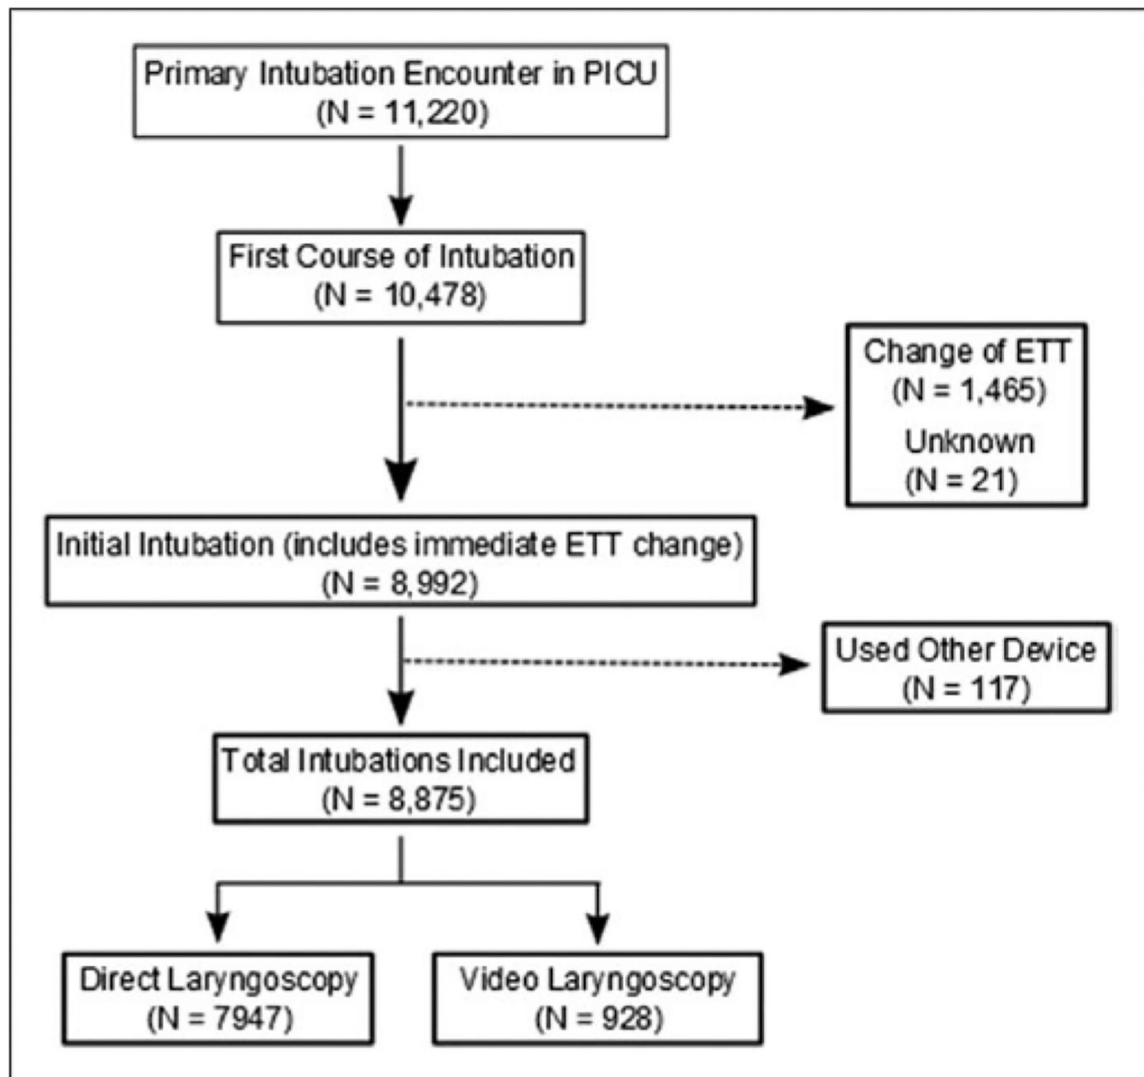 Primary Intubation Encounter in PICU
(N = 11,220)
First Course of Intubation
(N = 10,478)
Change of ETT
(N = 1,465)
Unknown
(N = 21)
Initial Intubation (includes immediate ETT change)
(N = 8,992)
Used Other Device
(N = 117)
Total Intubations Included
(N = 8,875)
Direct Laryngoscopy
(N = 7947)
Video Laryngoscopy
(N = 928)